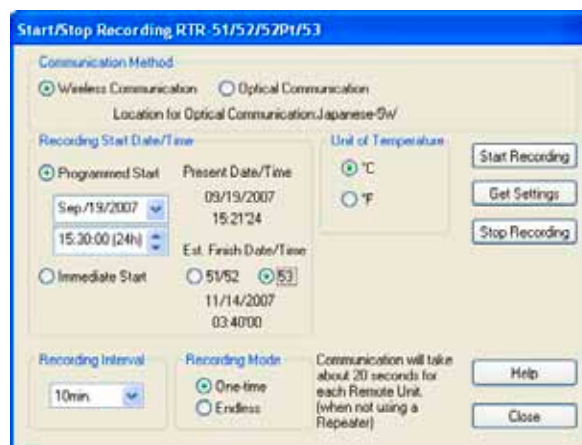 Start/Stop Recording RTR-51/52/52Pt/53
Communication Method
Wireless Communication
Optical Communication
Location for Optical Communication:Japanese-9W
Recording Start Date/Time
Programmed Start
Sep./19/2007
15:30:00 (24h)
Immediate Start
Present Date/Time
09/19/2007
15:21'24
Est. Finish Date/Time
51/52
53
11/14/2007
03:40'00
Unit of Temperature
°C
°F
Start Recording
Get Settings
Stop Recording
Recording Interval
10min.
Recording Mode
One-time
Endless
Communication will take
about 20 seconds for
each Remote Unit.
(when not using a
Repeater)
Help
Close